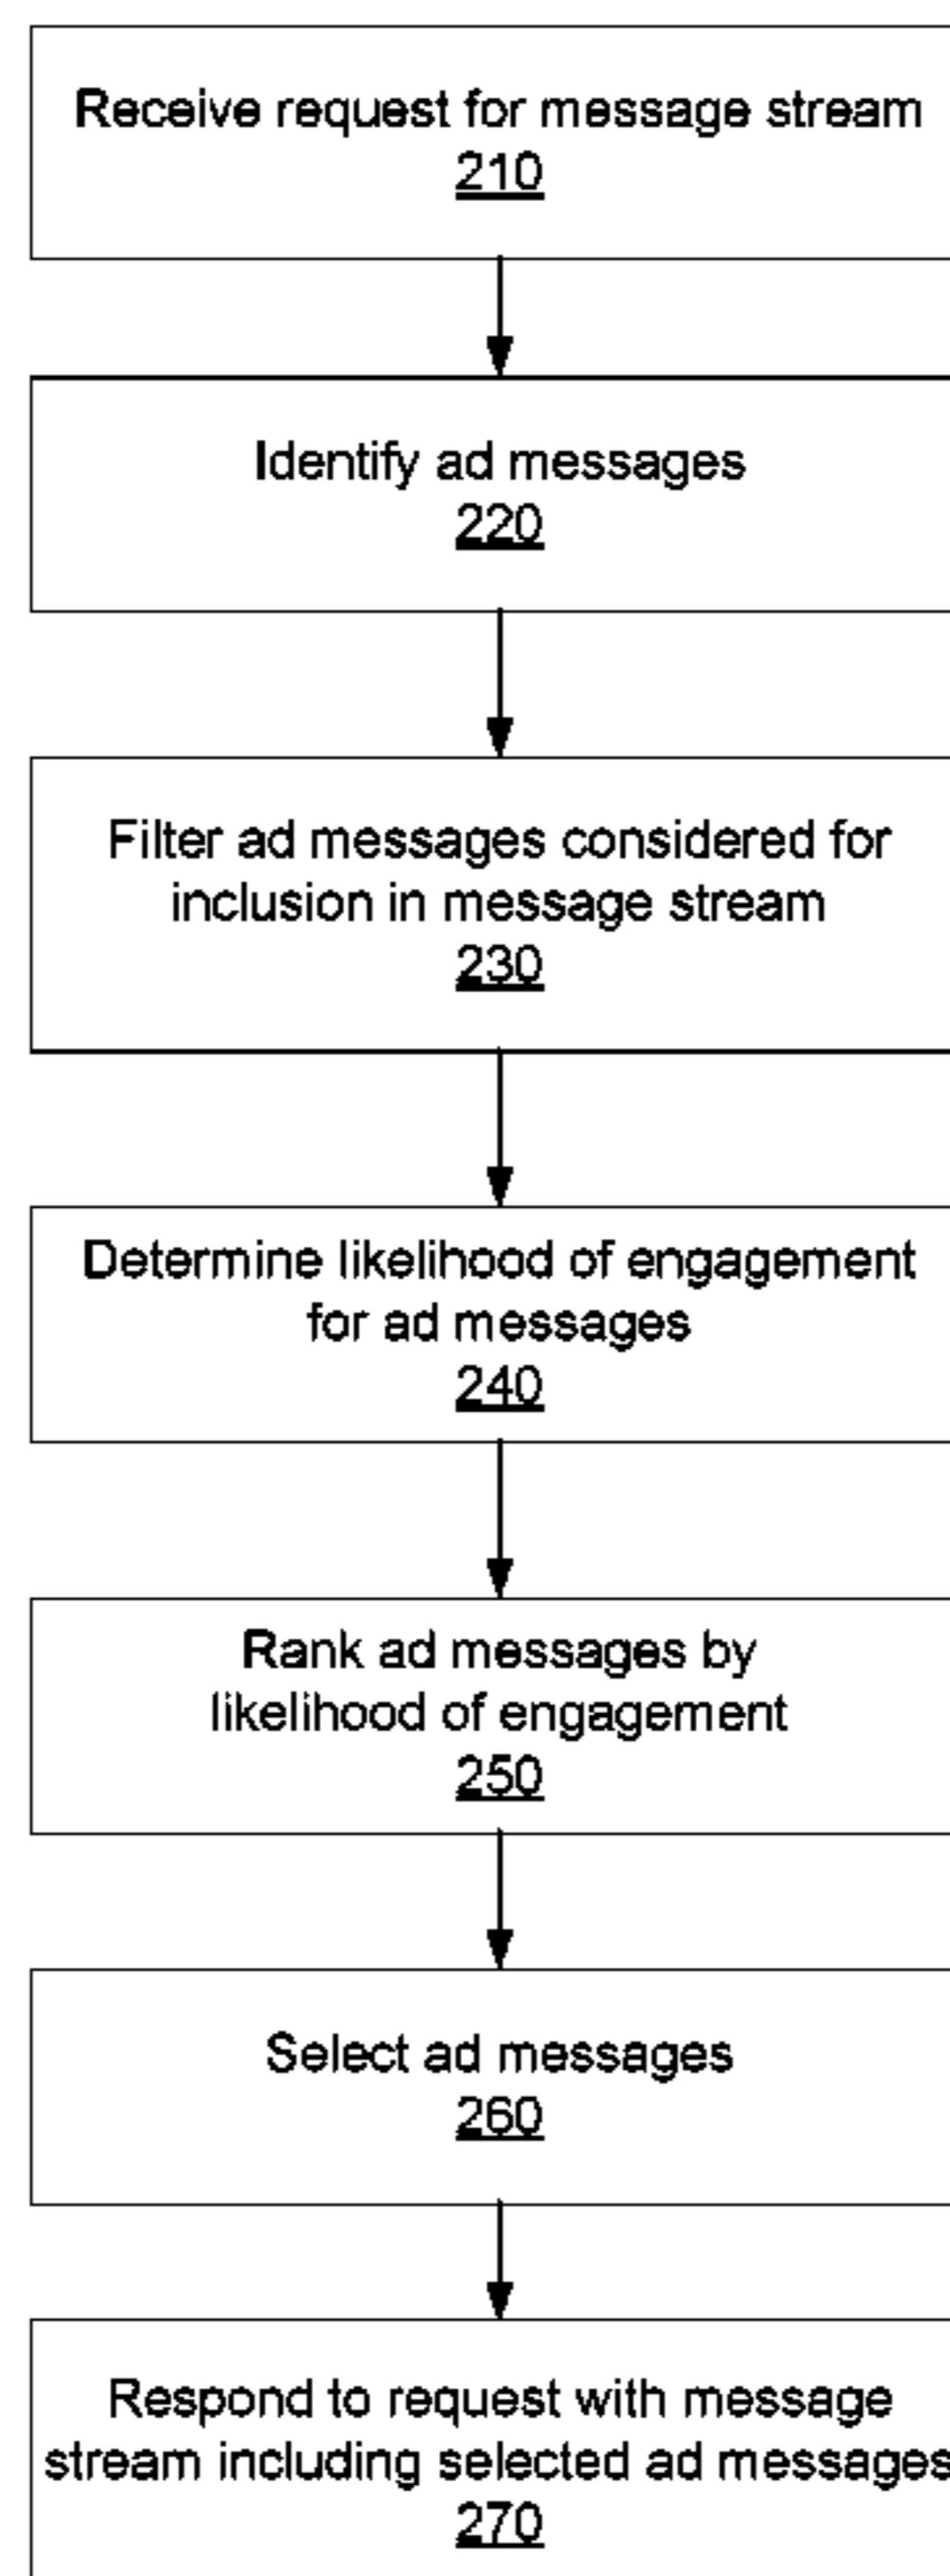 Receive request for message stream
210
Identify ad messages
220
Filter ad messages considered for
inclusion in message stream
230
Determine likelihood of engagement
for ad messages
240
Rank ad messages by
likelihood of engagement
250
Select ad messages
260
Respond to request with message
stream including selected ad messages
270